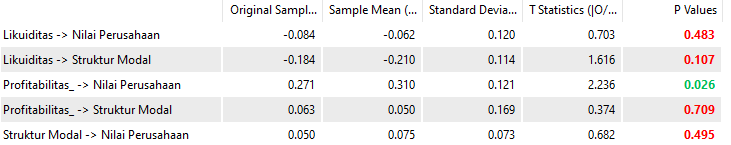 Original Sampl... Sample Mean (... Standard Devia... T Statistics (|O/... P Values
Likuiditas -> Nilai Perusahaan -0.084 -0.062 0.120 0.703 0.483
Likuiditas -> Struktur Modal -0.184 -0.210 0.114 1.616 0.107
Profitabilitas_ -> Nilai Perusahaan 0.271 0.310 0.121 2.236 0.026
Profitabilitas_ -> Struktur Modal 0.063 0.050 0.169 0.374 0.709
Struktur Modal -> Nilai Perusahaan 0.050 0.075 0.073 0.682 0.495